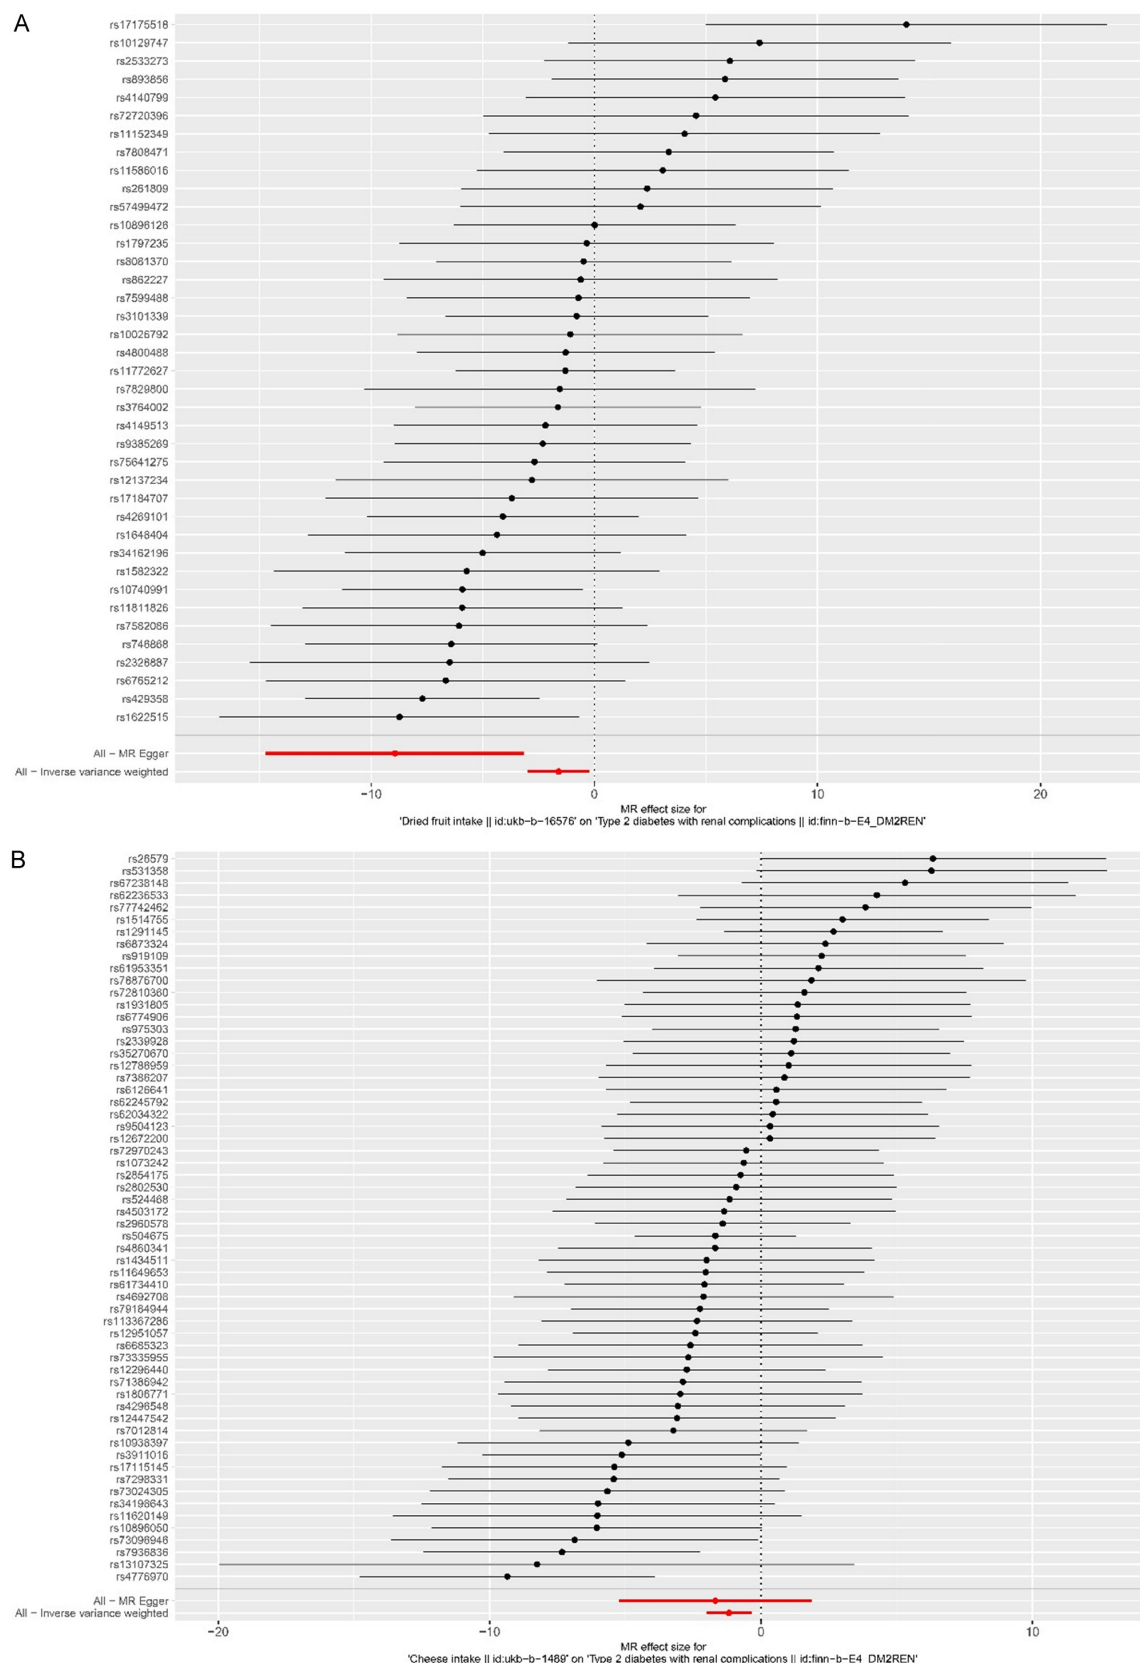 A
rs17175518
rs10129747
rs2533273
rs893856
rs4140799
rs72720396
rs11152349
rs7808471
rs11586016
rs261809
rs57499472
rs10896126
rs1797235
rs8081370
rs862227
rs7599488
rs3101339
rs10026792
rs4800488
rs11772627
rs7829800
rs3764002
rs4149513
rs9385269
rs75641275
rs12137234
rs17184707
rs4269101
rs1648404
rs34162196
rs1582322
rs10740991
rs11811826
rs7582086
rs746868
rs2328887
rs6765212
rs429358
rs1622515
All − MR Egger
All − Inverse variance weighted
−10 0 10 20
MR effect size for
'Dried fruit intake || id:ukb-b-16576' on 'Type 2 diabetes with renal complications || id:finn-b-E4_DM2REN'
B
rs26579
rs531358
rs67238148
rs62236533
rs77742462
rs1514755
rs1291145
rs6873324
rs919109
rs61953351
rs76876700
rs72810360
rs1931805
rs6774906
rs975303
rs2339928
rs35270670
rs12786959
rs7386207
rs6126641
rs62245792
rs62034322
rs9504123
rs12672200
rs72970243
rs1073242
rs2854175
rs2802530
rs524468
rs4503172
rs2960578
rs504675
rs4860341
rs1434511
rs11649653
rs61734410
rs4692708
rs79184944
rs113367286
rs12951057
rs6685323
rs73335955
rs12296440
rs71386942
rs1806771
rs4296548
rs12447542
rs7012814
rs10938397
rs3911016
rs17115145
rs7298331
rs73024305
rs34198643
rs11620149
rs10896050
rs73096946
rs7936836
rs13107325
rs4776970
All − MR Egger
All − Inverse variance weighted
−20 −10 0 10
MR effect size for
'Cheese intake || id:ukb-b-1489' on 'Type 2 diabetes with renal complications || id:finn-b-E4_DM2REN'